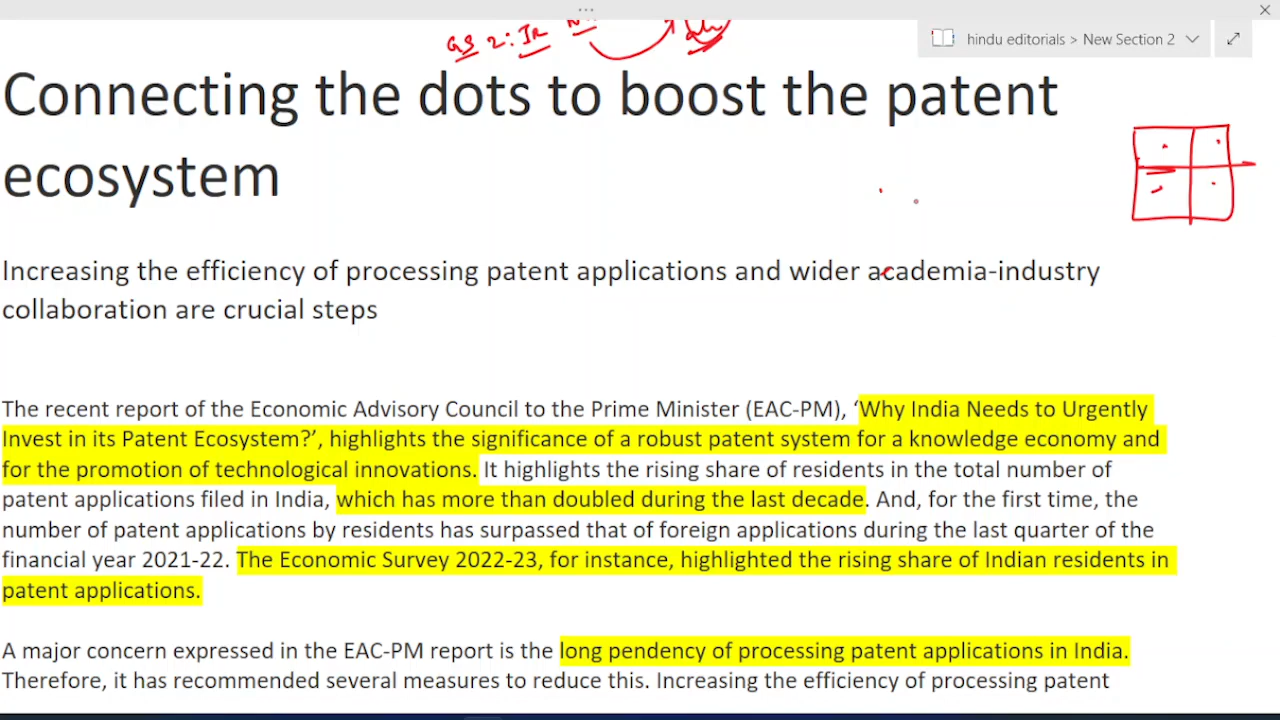 GS 2: IR
hindu editorials > New Section 2
Connecting the dots to boost the patent
ecosystem
Increasing the efficiency of processing patent applications and wider academia-industry
collaboration are crucial steps
The recent report of the Economic Advisory Council to the Prime Minister (EAC-PM), ‘Why India Needs to Urgently
Invest in its Patent Ecosystem?’, highlights the significance of a robust patent system for a knowledge economy and
for the promotion of technological innovations. It highlights the rising share of residents in the total number of
patent applications filed in India, which has more than doubled during the last decade. And, for the first time, the
number of patent applications by residents has surpassed that of foreign applications during the last quarter of the
financial year 2021-22. The Economic Survey 2022-23, for instance, highlighted the rising share of Indian residents in
patent applications.
A major concern expressed in the EAC-PM report is the long pendency of processing patent applications in India.
Therefore, it has recommended several measures to reduce this. Increasing the efficiency of processing patent